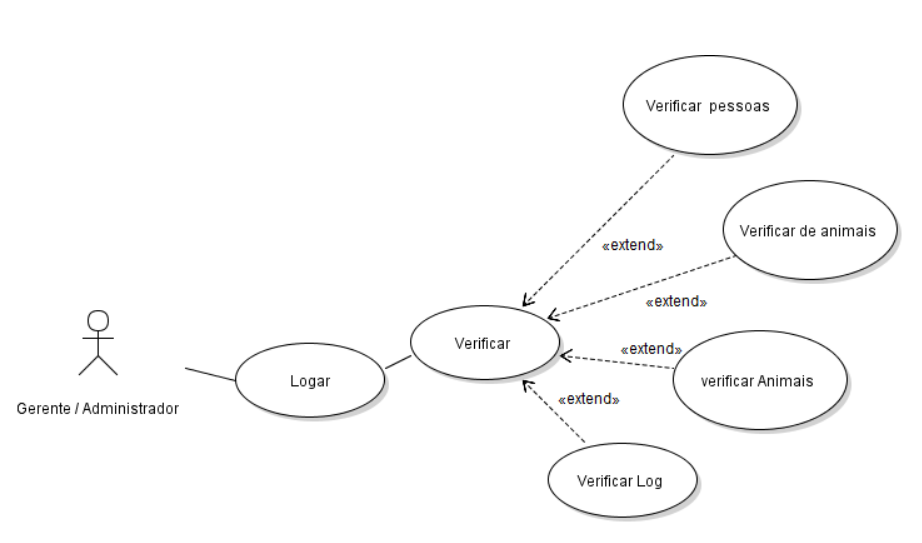 Verificar pessoas
Verificar de animais
«extend»
«extend»
Verificar
«extend»
verificar Animais
Logar
«extend»
Gerente / Administrador
Verificar Log